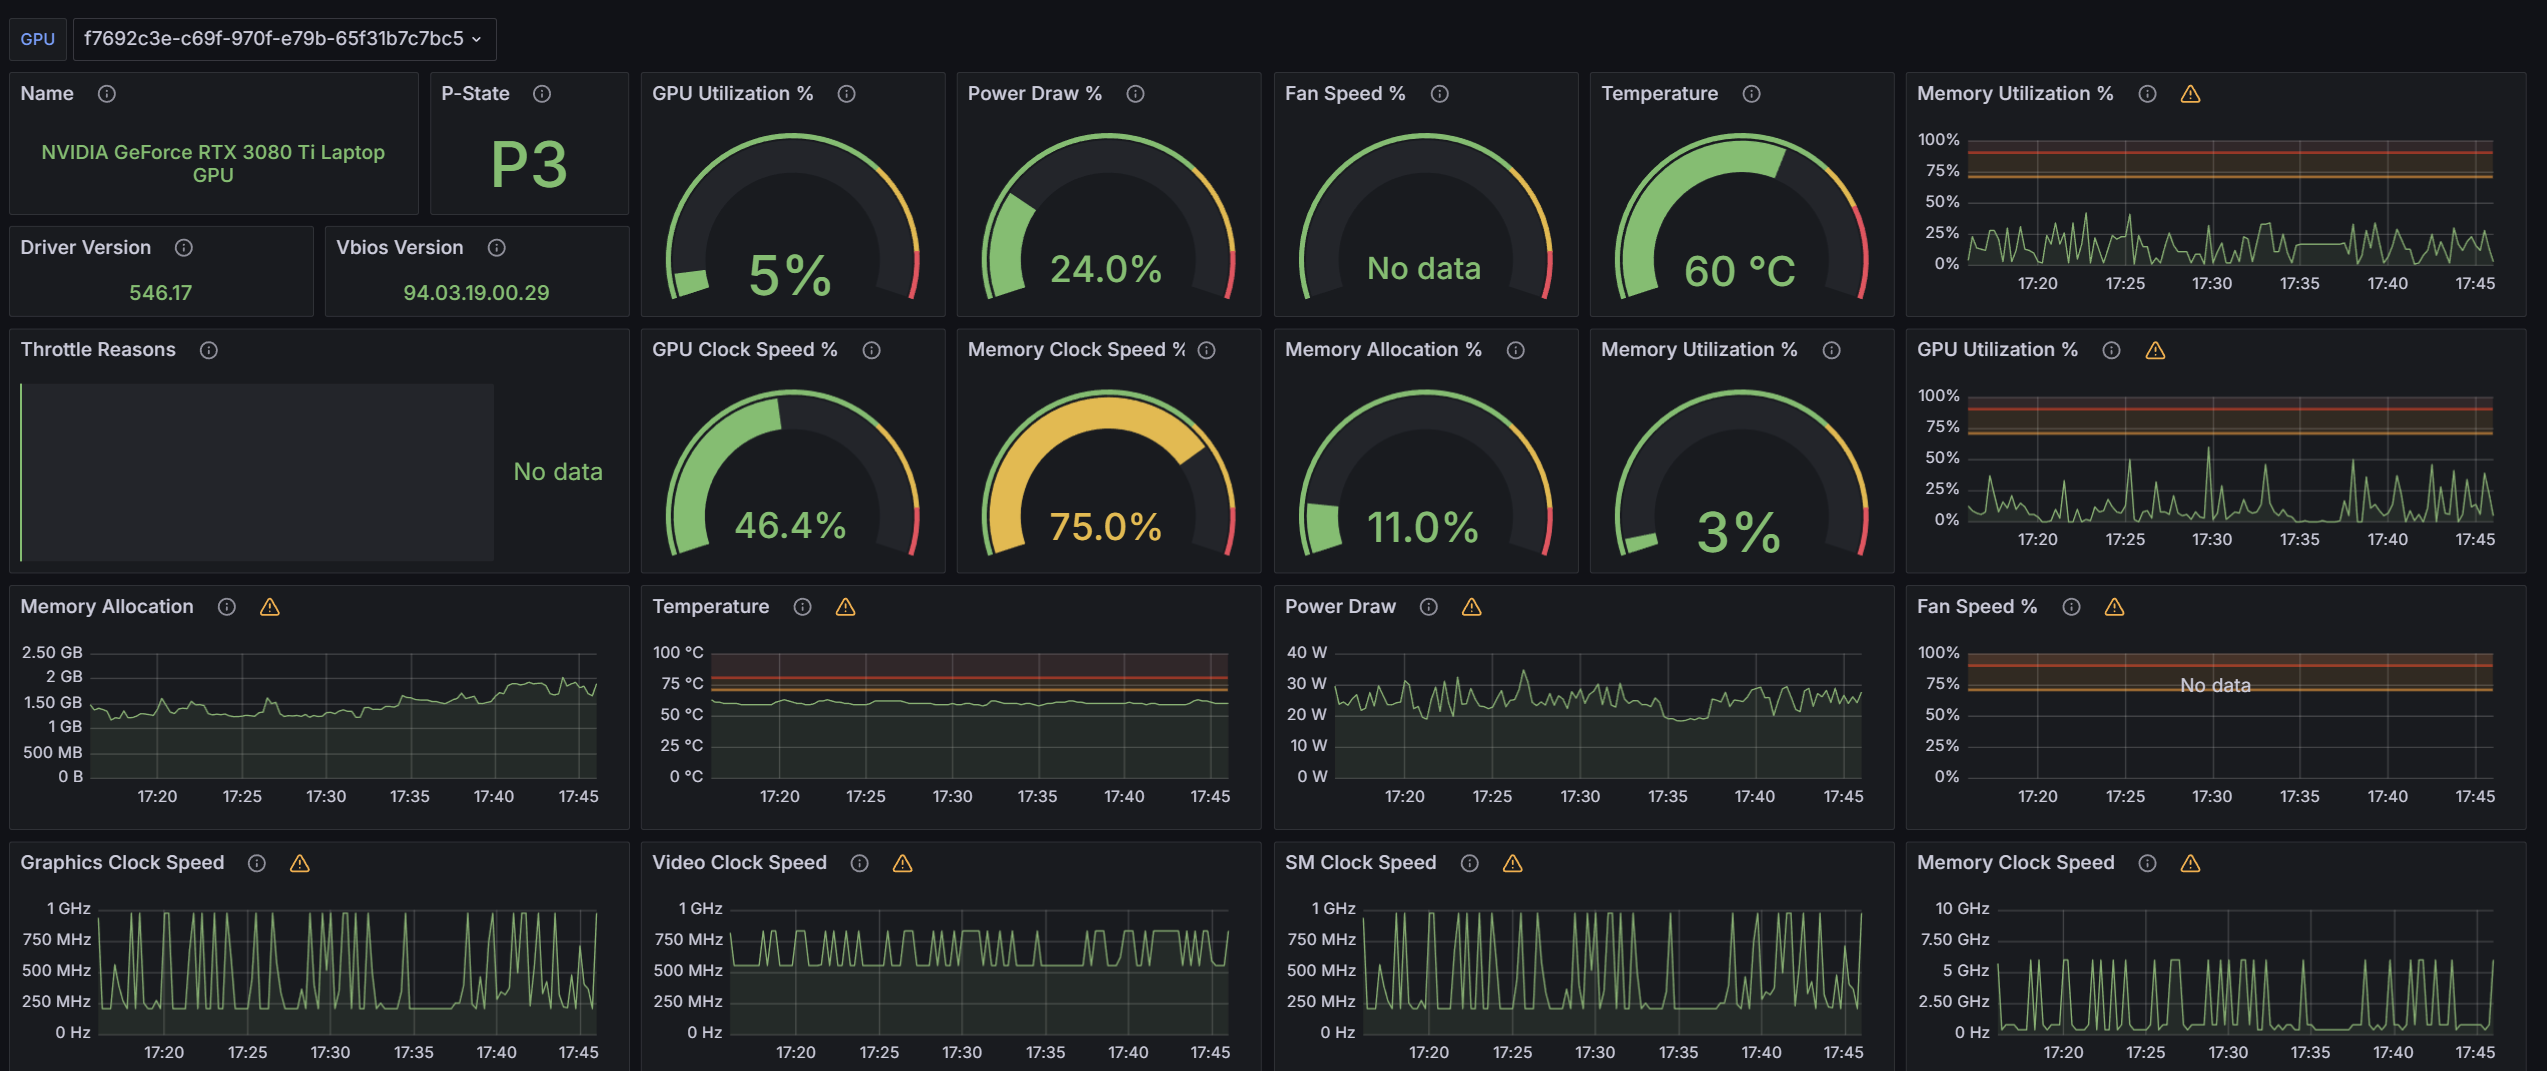 GPU
f7692c3e-c69f-970f-e79b-65f31b7c7bc5
Name
NVIDIA GeForce RTX 3080 Ti Laptop
GPU
P-State
P3
Driver Version
546.17
Vbios Version
94.03.19.00.29
GPU Utilization %
5%
Power Draw %
24.0%
Fan Speed %
No data
Temperature
60 °C
Memory Utilization %
100%
75%
50%
25%
0%
17:20 17:25 17:30 17:35 17:40 17:45
Throttle Reasons
No data
GPU Clock Speed %
46.4%
Memory Clock Speed %
75.0%
Memory Allocation %
11.0%
Memory Utilization %
3%
GPU Utilization %
100%
75%
50%
25%
0%
17:20 17:25 17:30 17:35 17:40 17:45
Memory Allocation
2.50 GB
2 GB
1.50 GB
1 GB
500 MB
0 B
17:20 17:25 17:30 17:35 17:40 17:45
Temperature
100 °C
75 °C
50 °C
25 °C
0 °C
17:20 17:25 17:30 17:35 17:40 17:45
Power Draw
40 W
30 W
20 W
10 W
0 W
17:20 17:25 17:30 17:35 17:40 17:45
Fan Speed %
100%
75%
50%
25%
0%
No data
17:20 17:25 17:30 17:35 17:40 17:45
Graphics Clock Speed
1 GHz
750 MHz
500 MHz
250 MHz
0 Hz
17:20 17:25 17:30 17:35 17:40 17:45
Video Clock Speed
1 GHz
750 MHz
500 MHz
250 MHz
0 Hz
17:20 17:25 17:30 17:35 17:40 17:45
SM Clock Speed
1 GHz
750 MHz
500 MHz
250 MHz
0 Hz
17:20 17:25 17:30 17:35 17:40 17:45
Memory Clock Speed
10 GHz
7.50 GHz
5 GHz
2.50 GHz
0 Hz
17:20 17:25 17:30 17:35 17:40 17:45